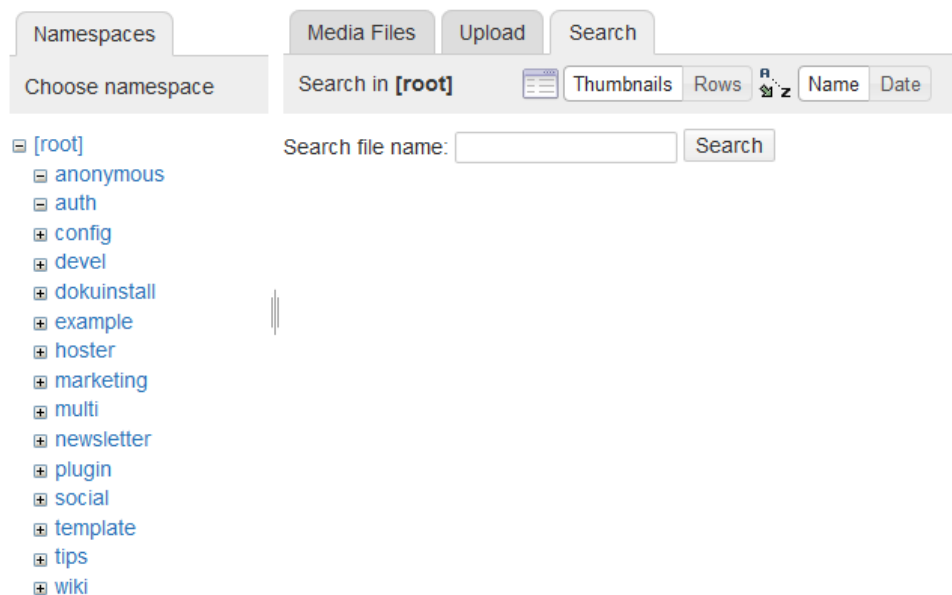 Namespaces
Choose namespace
[root]
anonymous
auth
config
devel
dokuinstall
example
hoster
marketing
multi
newsletter
plugin
social
template
tips
wiki
Media Files Upload Search
Search in [root] Thumbnails Rows A Z Name Date
Search file name: Search